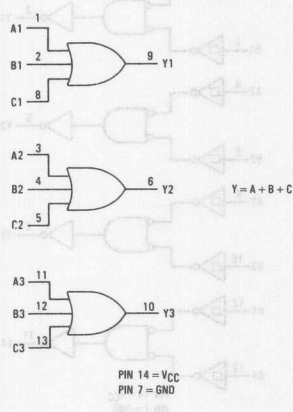 1
A1
2
B1
9
Y1
8
C1
3
A2
4
B2
6
Y2
Y = A + B + C
5
C2
11
A3
12
B3
10
Y3
13
C3
PIN 14 = VCC
PIN 7 = GND